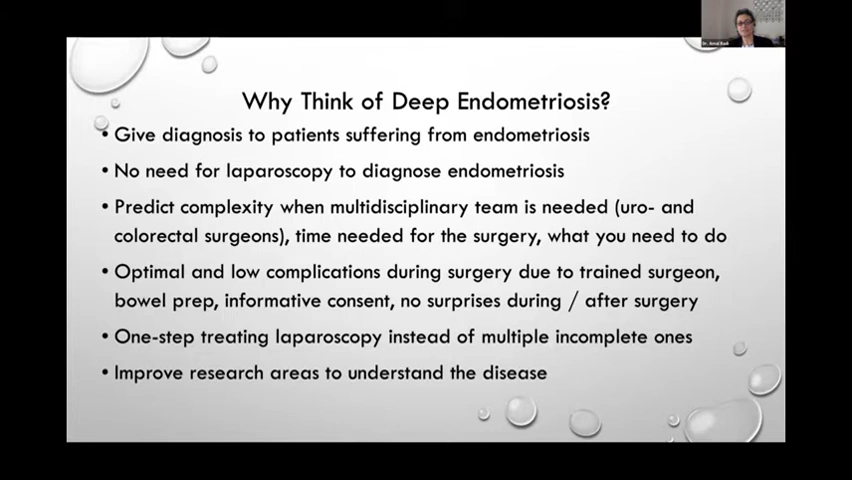 Why Think of Deep Endometriosis?
• Give diagnosis to patients suffering from endometriosis
• No need for laparoscopy to diagnose endometriosis
• Predict complexity when multidisciplinary team is needed (uro- and
colorectal surgeons), time needed for the surgery, what you need to do
• Optimal and low complications during surgery due to trained surgeon,
bowel prep, informative consent, no surprises during / after surgery
• One-step treating laparoscopy instead of multiple incomplete ones
• Improve research areas to understand the disease